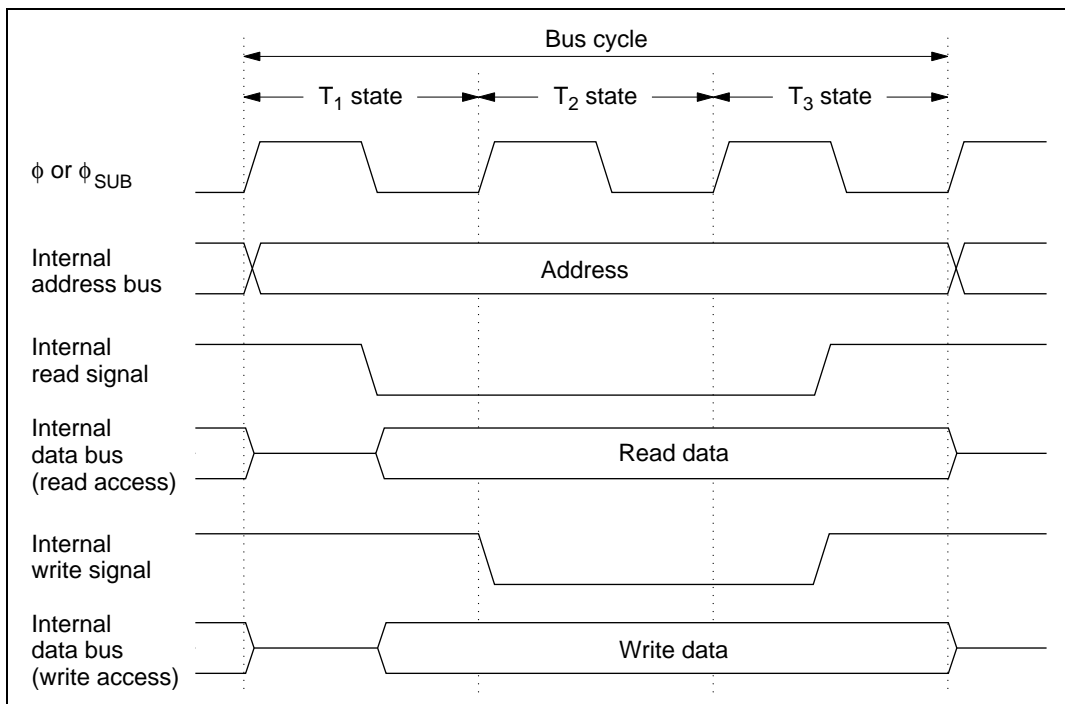 Bus cycle
T1 state
T2 state
T3 state
ϕ or ϕSUB
Internal
address bus
Address
Internal
read signal
Internal
data bus
(read access)
Read data
Internal
write signal
Internal
data bus
(write access)
Write data